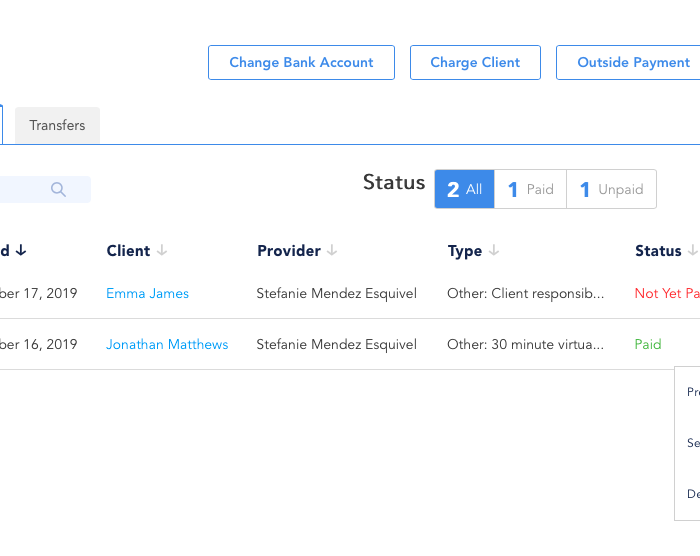 Change Bank Account Charge Client Outside Payment
Transfers
Status 2 All 1 Paid 1 Unpaid
d Client Provider Type Status
ber 17, 2019 Emma James Stefanie Mendez Esquivel Other: Client responsib... Not Yet Pa
ber 16, 2019 Jonathan Matthews Stefanie Mendez Esquivel Other: 30 minute virtua... Paid
Pr
Se
De